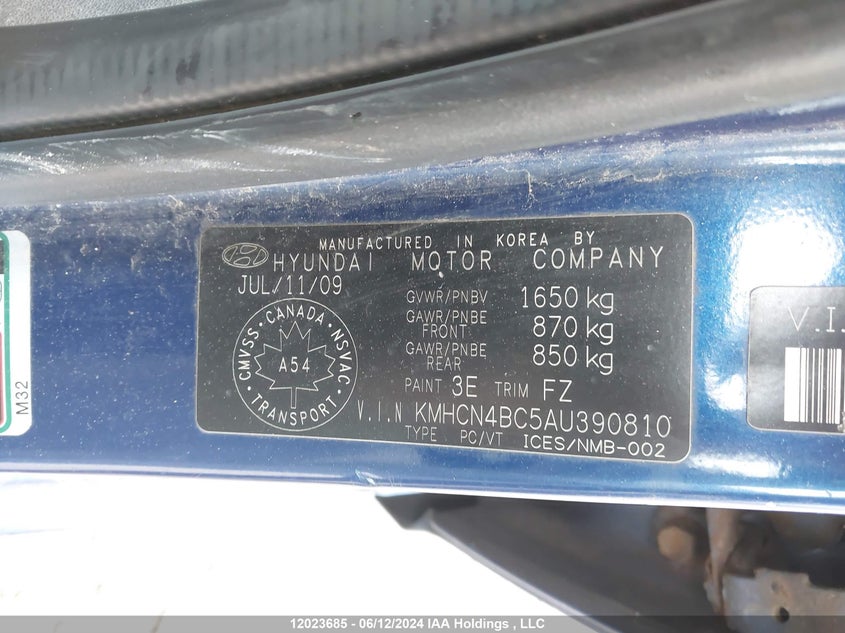 MANUFACTURED IN KOREA BY
HYUNDAI MOTOR COMPANY
JUL/11/09
GVWR/PNBV 1650 kg
GAWR/PNBE FRONT 870 kg
GAWR/PNBE REAR 850 kg
PAINT 3E TRIM FZ
V.I.N KMHCN4BC5AU390810
TYPE PC/VT ICES/NMB-002
CMVSS · CANADA · NSVAC · TRANSPORT ·
A54
M32
V.I.
12023685 - 06/12/2024 IAA Holdings , LLC